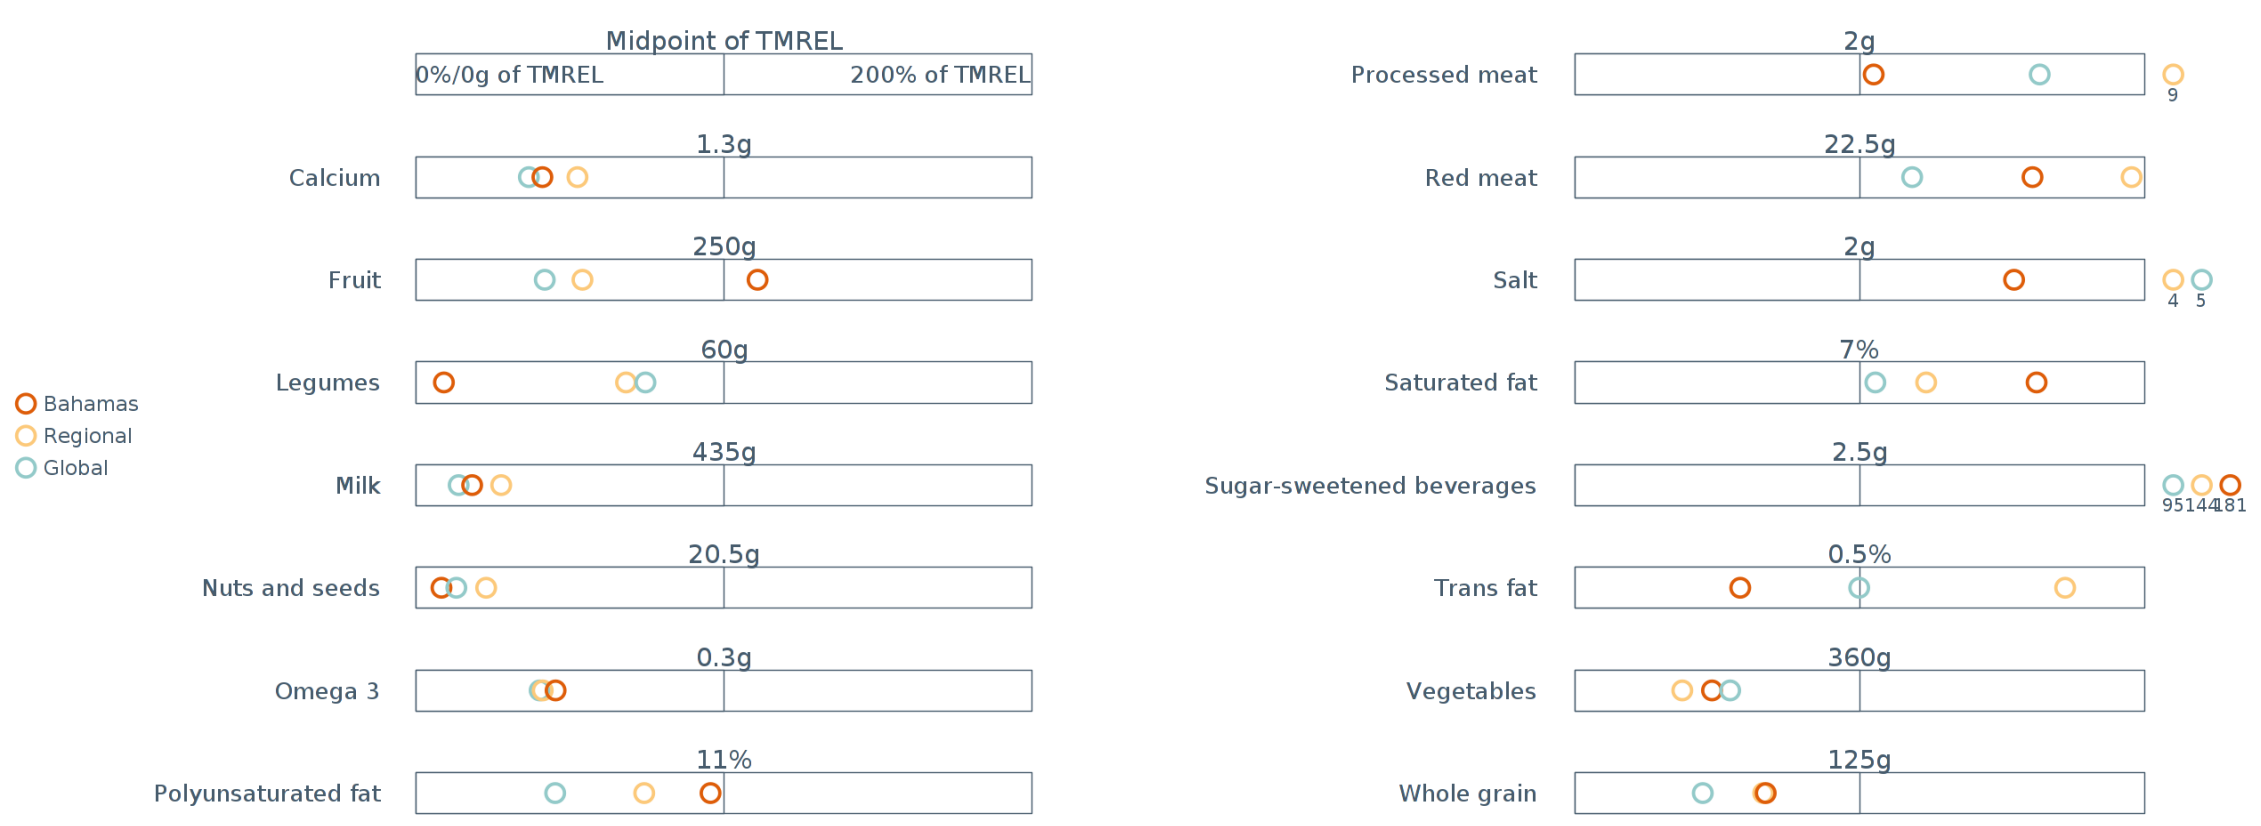 Midpoint of TMREL
0%/0g of TMREL
200% of TMREL
Calcium
1.3g
Fruit
250g
Legumes
60g
Milk
435g
Nuts and seeds
20.5g
Omega 3
0.3g
Polyunsaturated fat
11%
Bahamas
Regional
Global
Processed meat
2g
9
Red meat
22.5g
Salt
2g
4
5
Saturated fat
7%
Sugar-sweetened beverages
2.5g
95
144
181
Trans fat
0.5%
Vegetables
360g
Whole grain
125g